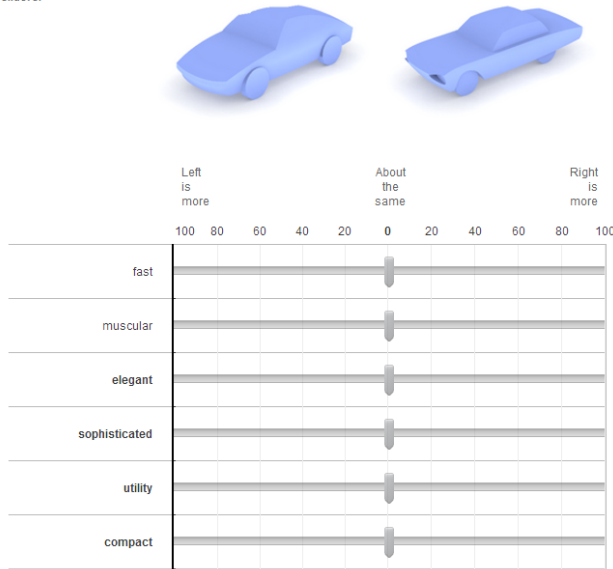 Left
is
more
About
the
same
Right
is
more
100 80 60 40 20 0 20 40 60 80 100
fast
muscular
elegant
sophisticated
utility
compact